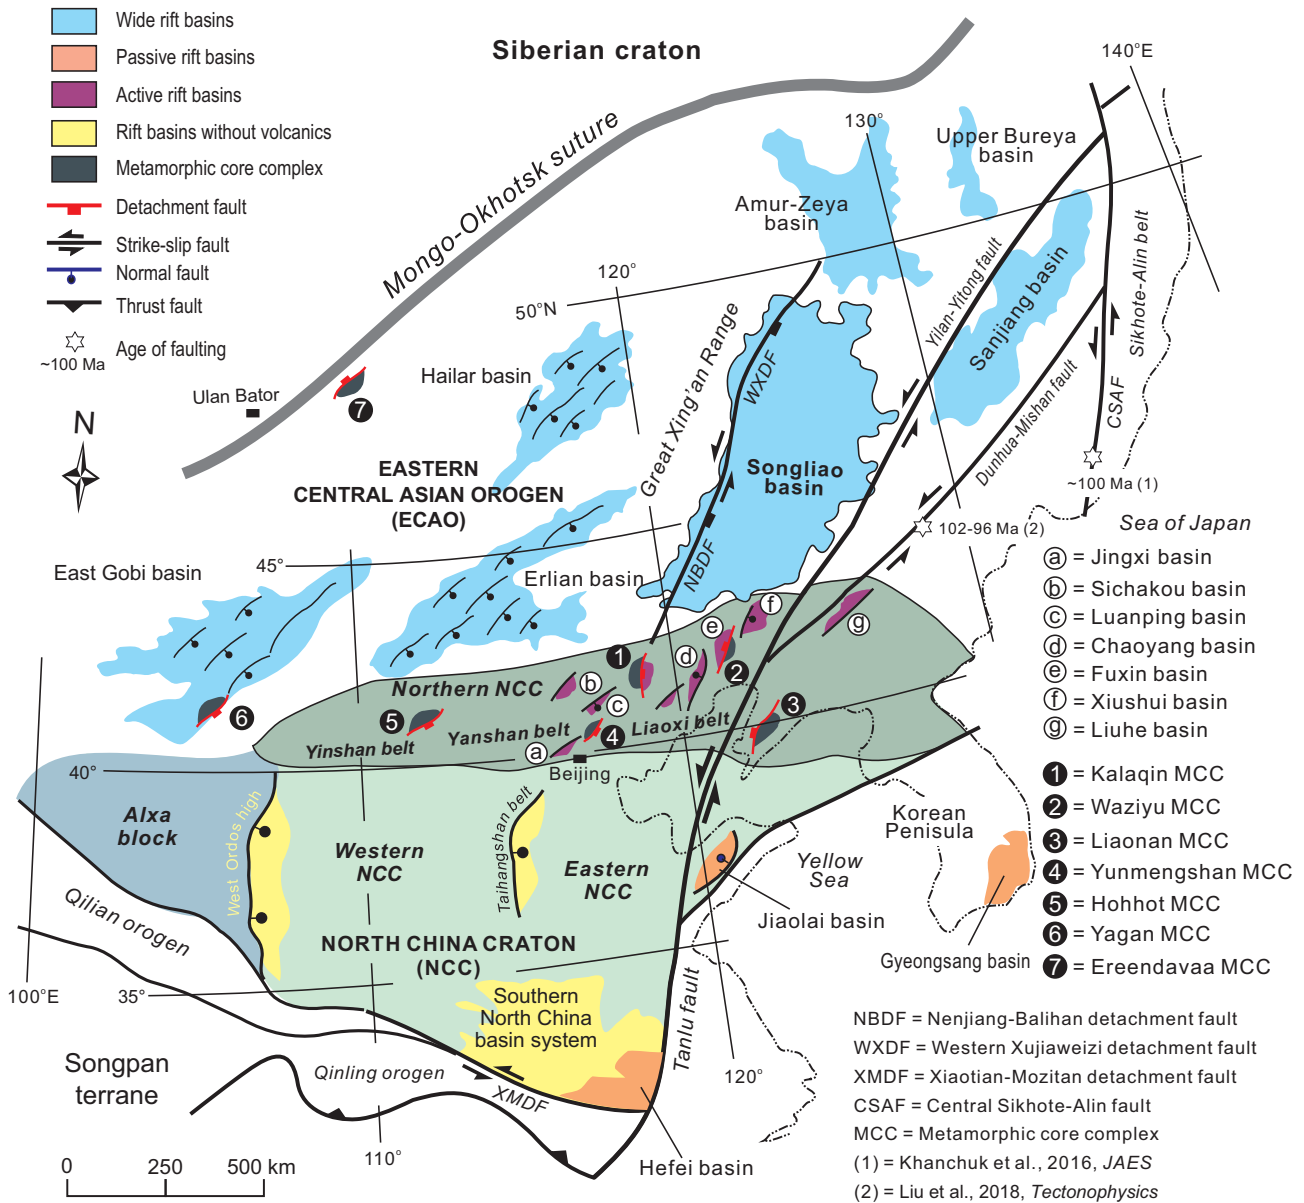 Wide rift basins
Passive rift basins
Active rift basins
Rift basins without volcanics
Metamorphic core complex
Detachment fault
Strike-slip fault
Normal fault
Thrust fault
Age of faulting
~100 Ma
N
Siberian craton
Mongo-Okhotsk suture
140°E
130°
Upper Bureya
basin
Amur-Zeya
basin
120°
50°N
Ulan Bator
7
Hailar basin
Great Xing'an Range
WXDF
Yilan-Yitong fault
Sanjiang basin
Sikhote-Alin belt
CSAF
Dunhua-Mishan fault
EASTERN
CENTRAL ASIAN OROGEN
(ECAO)
Songliao
basin
~100 Ma (1)
102-96 Ma (2)
Sea of Japan
East Gobi basin
45°
Erlian basin
NBDF
a = Jingxi basin
b = Sichakou basin
c = Luanping basin
d = Chaoyang basin
e = Fuxin basin
f = Xiushui basin
g = Liuhe basin
f
e
g
d
1
2
b
c
3
4
a
5
6
Northern NCC
Yinshan belt
Yanshan belt
Liaoxi belt
Beijing
40°
1 = Kalaqin MCC
2 = Waziyu MCC
3 = Liaonan MCC
4 = Yunmengshan MCC
5 = Hohhot MCC
6 = Yagan MCC
7 = Ereendavaa MCC
Alxa
block
West Ordos high
Western
NCC
Taihangshan belt
Eastern
NCC
Korean
Penisula
Yellow
Sea
Jiaolai basin
Gyeongsang basin
Qilian orogen
NORTH CHINA CRATON
(NCC)
100°E
35°
Southern
North China
basin system
Tanlu fault
Songpan
terrane
Qinling orogen
XMDF
120°
110°
Hefei basin
0 250 500 km
NBDF = Nenjiang-Balihan detachment fault
WXDF = Western Xujiaweizi detachment fault
XMDF = Xiaotian-Mozitan detachment fault
CSAF = Central Sikhote-Alin fault
MCC = Metamorphic core complex
(1) = Khanchuk et al., 2016, JAES
(2) = Liu et al., 2018, Tectonophysics